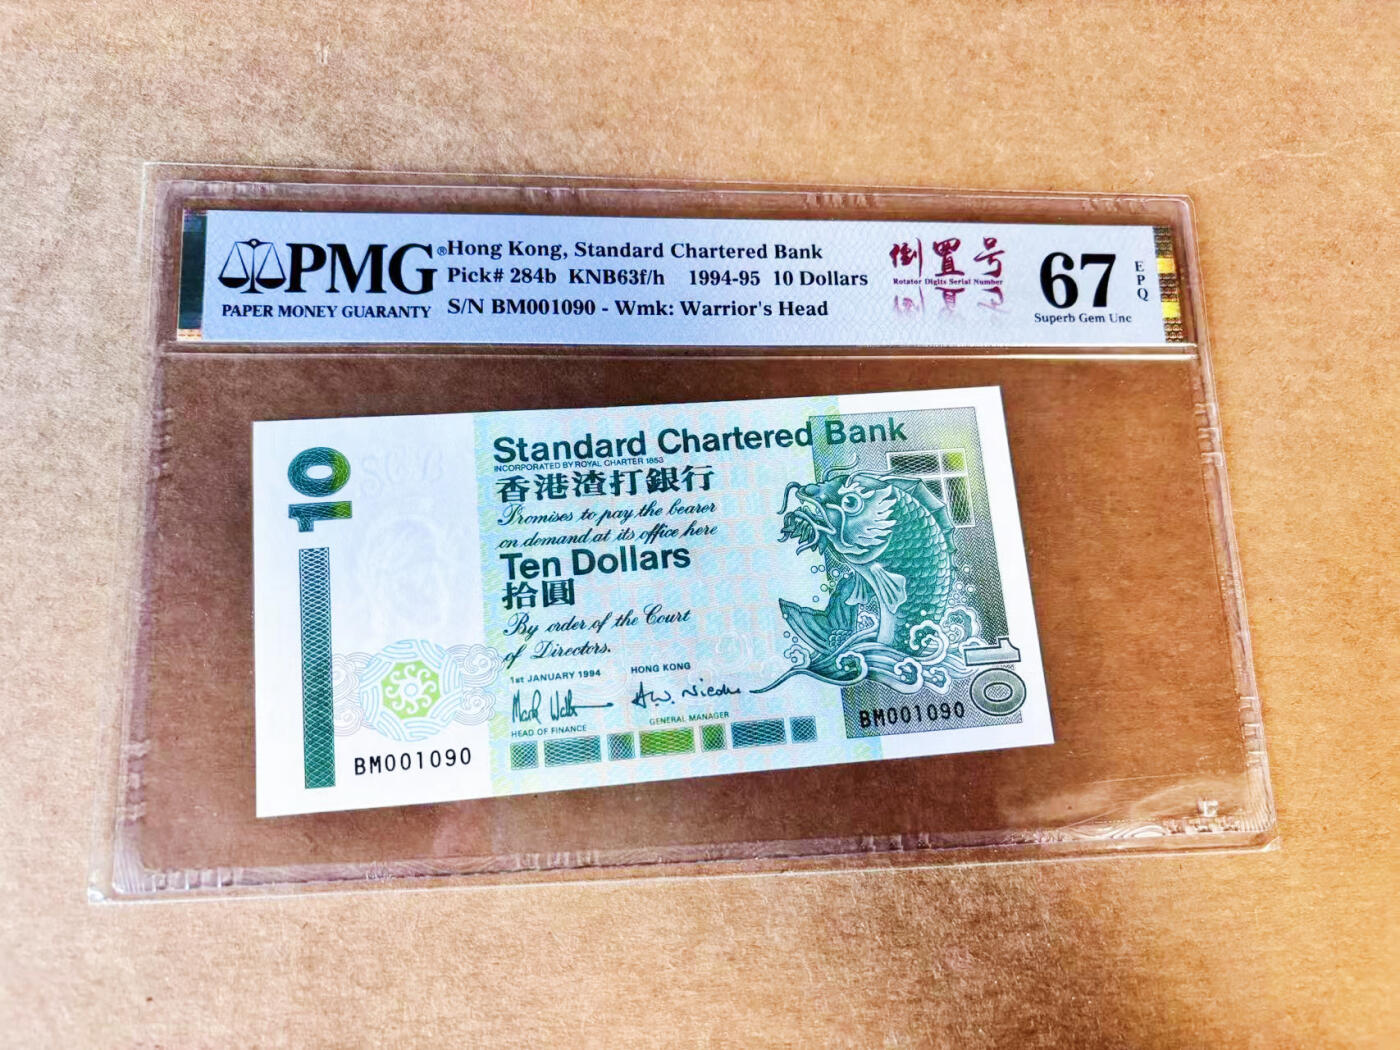 PMG®
PAPER MONEY GUARANTY
Hong Kong, Standard Chartered Bank
Pick# 284b KNB63f/h 1994-95 10 Dollars
S/N BM001090 - Wmk: Warrior's Head
倒置号
Rotator Digits Serial Number
倒置号
67
EPQ
Superb Gem Unc
10
Standard Chartered Bank
INCORPORATED BY ROYAL CHARTER 1853
香港渣打銀行
Promises to pay the bearer
on demand at its office here
Ten Dollars
拾圓
By order of the Court
of Directors.
1st JANUARY 1994 HONG KONG
HEAD OF FINANCE
GENERAL MANAGER
BM001090
BM001090
10